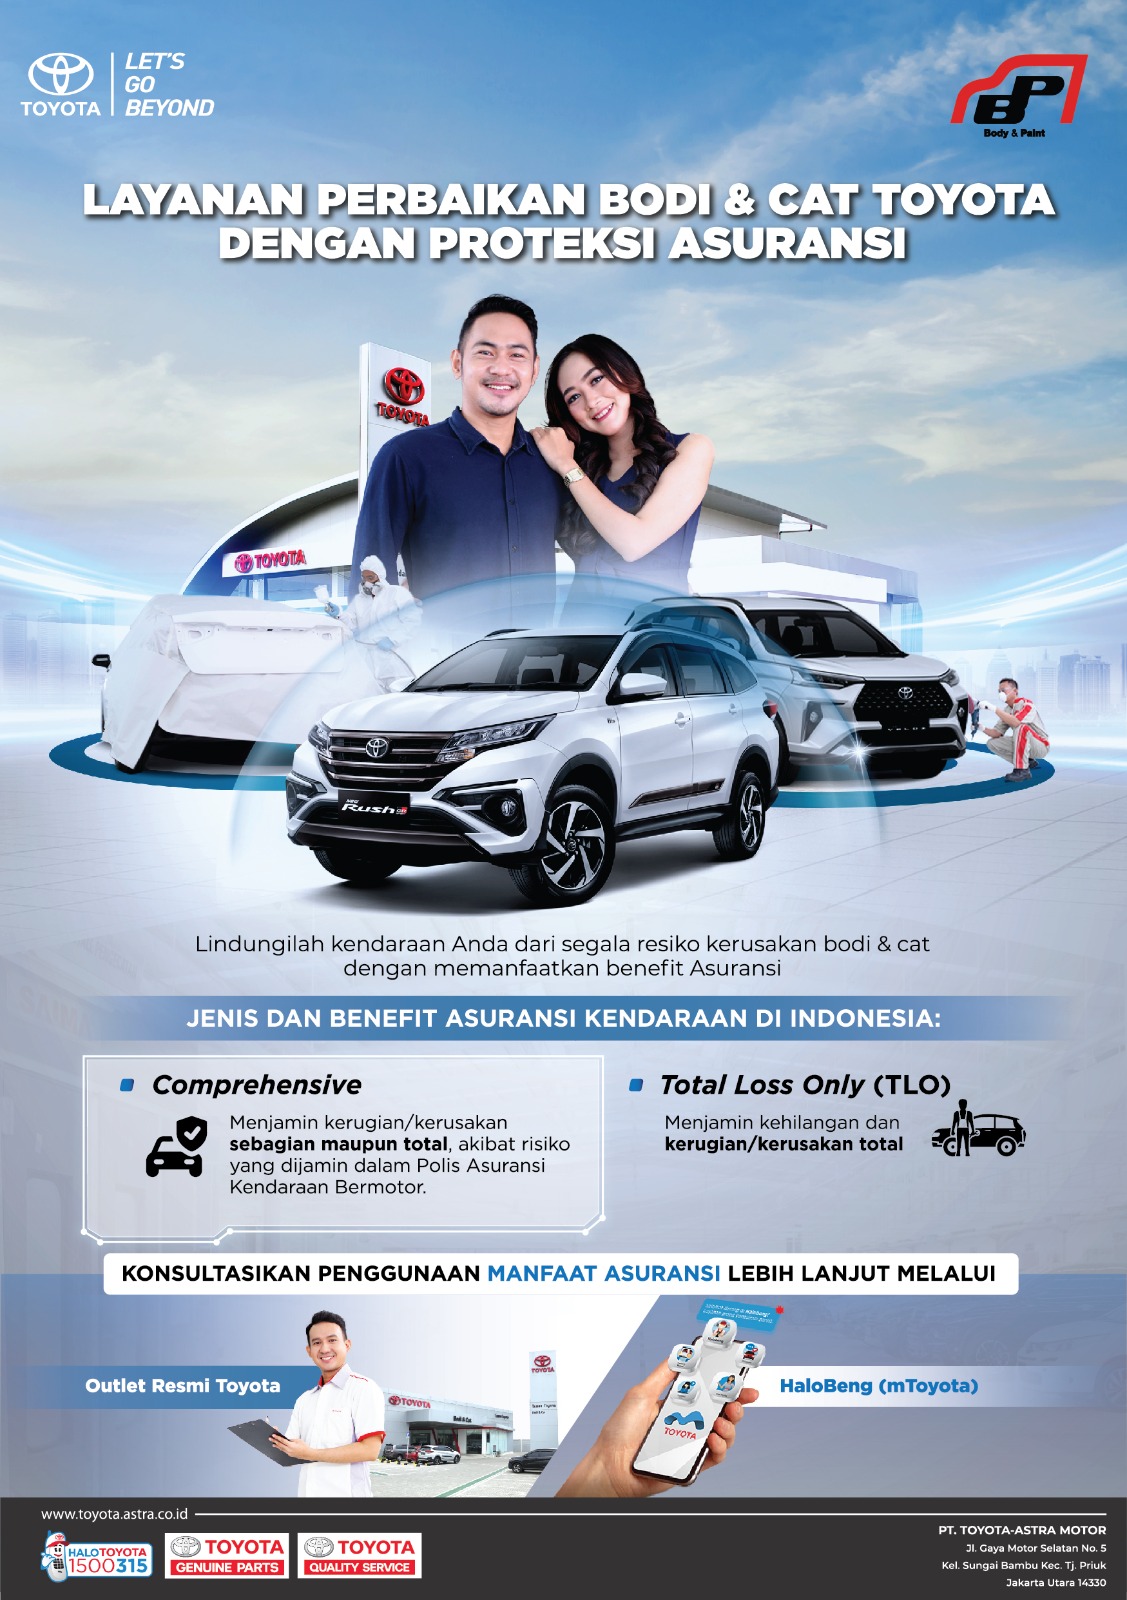 TOYOTA
LET'S
GO
BEYOND
BP
Body & Paint
LAYANAN PERBAIKAN BODI & CAT TOYOTA
DENGAN PROTEKSI ASURANSI
TOYOTA
TOYOTA
VELOZ
NEW
Rush
Lindungilah kendaraan Anda dari segala resiko kerusakan bodi & cat
dengan memanfaatkan benefit Asuransi
JENIS DAN BENEFIT ASURANSI KENDARAAN DI INDONESIA:
Comprehensive
Menjamin kerugian/kerusakan
sebagian maupun total, akibat risiko
yang dijamin dalam Polis Asuransi
Kendaraan Bermotor.
Total Loss Only (TLO)
Menjamin kehilangan dan
kerugian/kerusakan total
KONSULTASIKAN PENGGUNAAN MANFAAT ASURANSI LEBIH LANJUT MELALUI
Outlet Resmi Toyota
TOYOTA
TOYOTA
Bodi & Cat
TOYOTA
HaloBeng (mToyota)
www.toyota.astra.co.id
HALOTOYOTA
1500315
TOYOTA
GENUINE PARTS
TOYOTA
QUALITY SERVICE
PT. TOYOTA-ASTRA MOTOR
Jl. Gaya Motor Selatan No. 5
Kel. Sungai Bambu Kec. Tj. Priuk
Jakarta Utara 14330